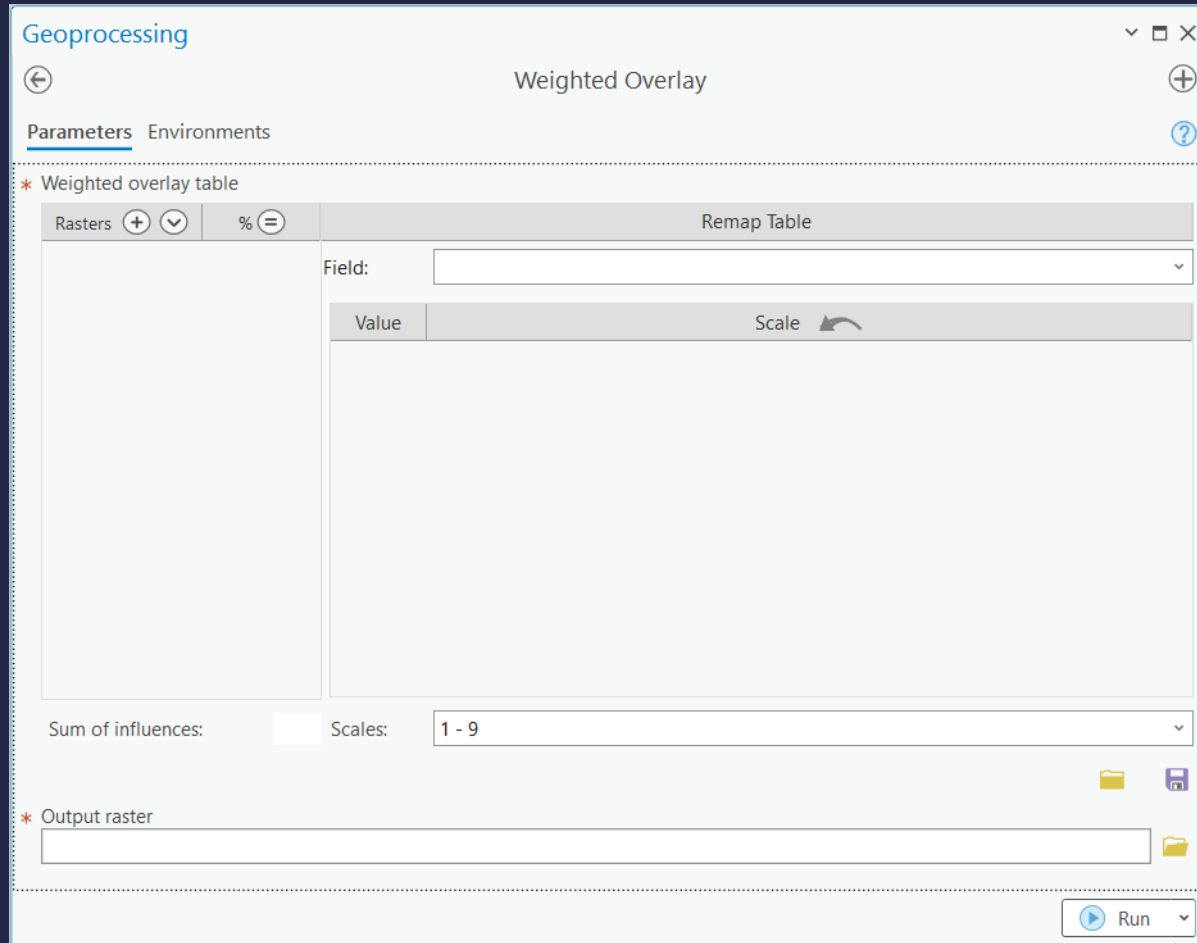 Geoprocessing
Weighted Overlay
Parameters Environments
* Weighted overlay table
Rasters % Remap Table
Field:
Value Scale
Sum of influences: Scales: 1 - 9
* Output raster
Run